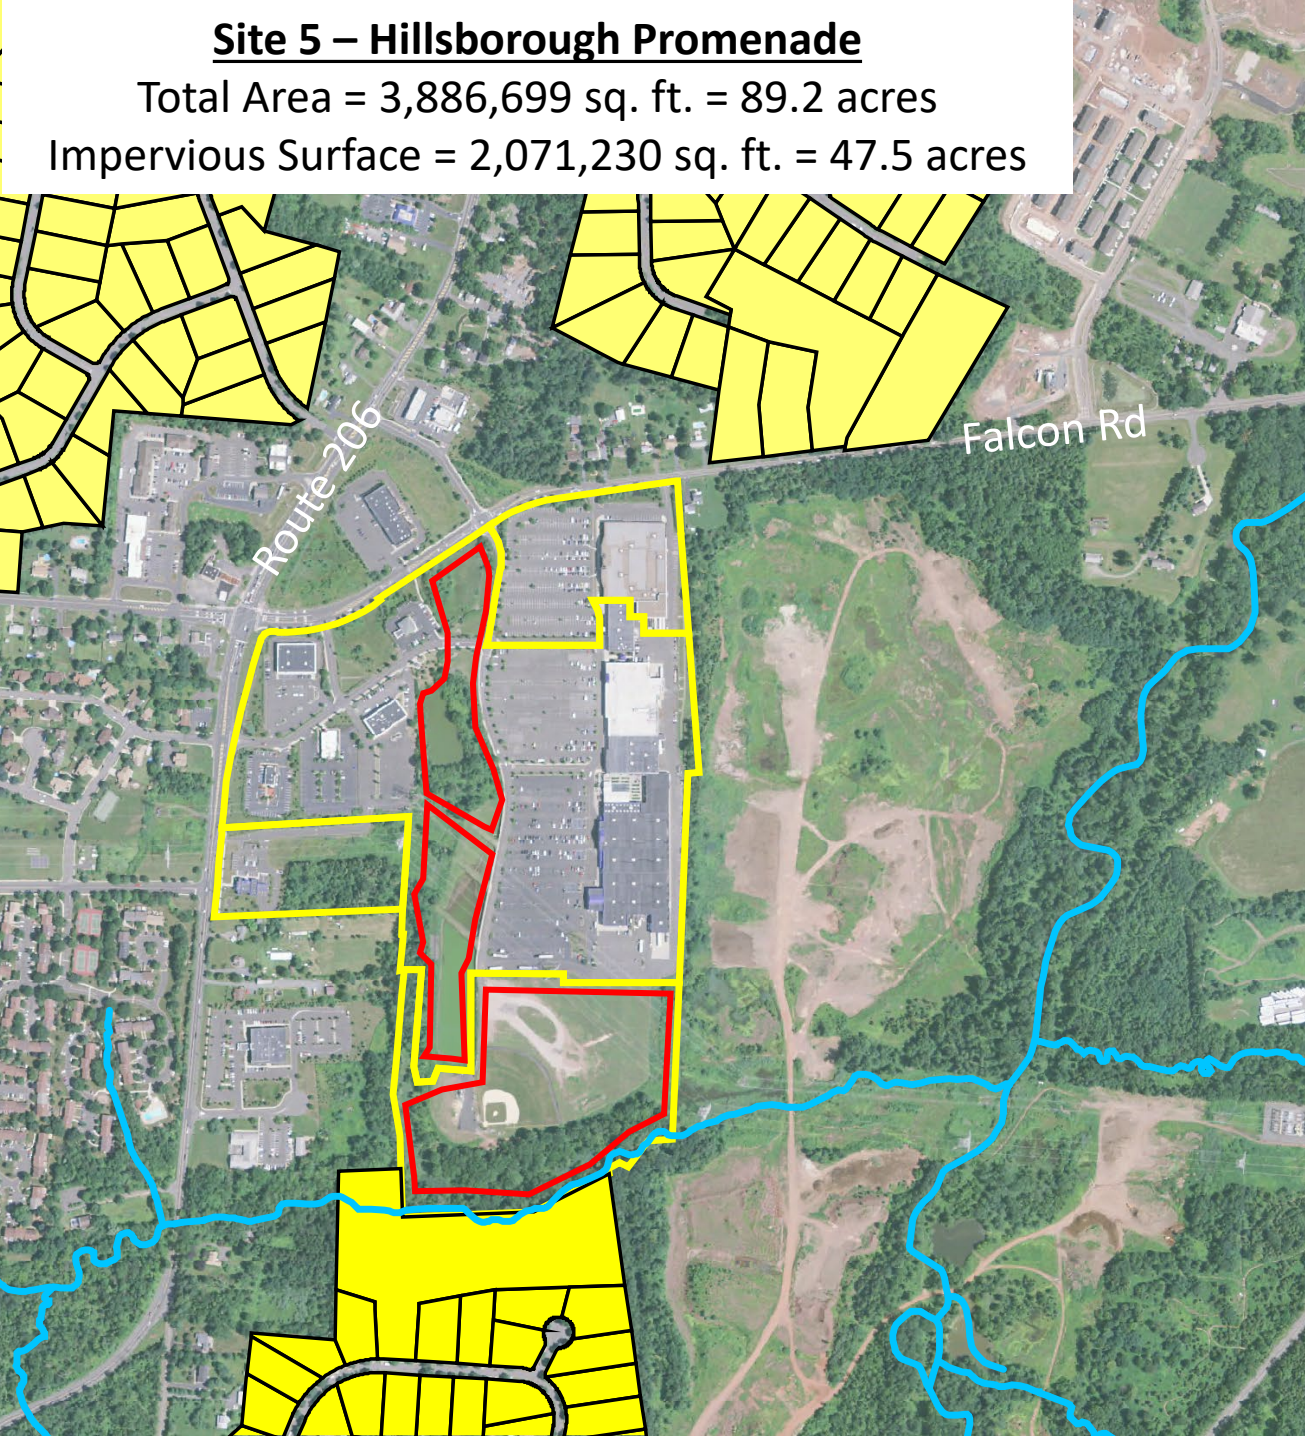 Site 5 – Hillsborough Promenade
Total Area = 3,886,699 sq. ft. = 89.2 acres
Impervious Surface = 2,071,230 sq. ft. = 47.5 acres
Route 206
Falcon Rd